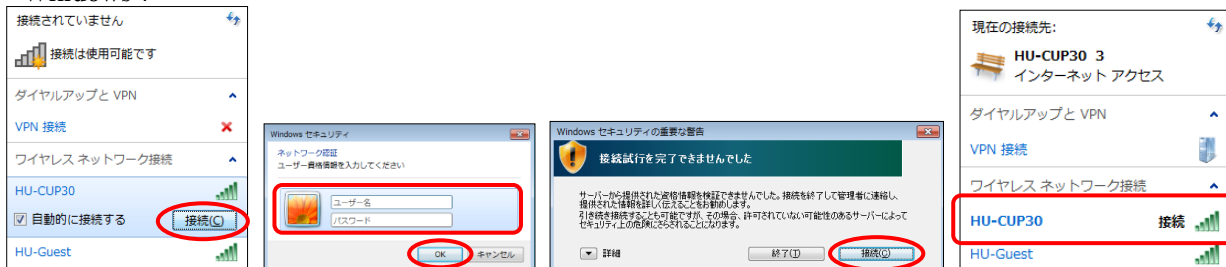 接続されていません
接続は使用可能です
ダイヤルアップと VPN
VPN 接続
ワイヤレス ネットワーク接続
HU-CUP30
自動的に接続する
接続(C)
HU-Guest
Windows セキュリティ
ネットワーク認証
ユーザー資格情報を入力してください
ユーザー名
パスワード
OK
キャンセル
Windows セキュリティの重要な警告
接続試行を完了できませんでした
サーバーから提供された資格情報を検証できませんでした。接続を終了して管理者に連絡し、
提供された情報を詳しく伝えることをお勧めします。
引き続き接続することも可能ですが、その場合、許可されていない可能性のあるサーバーによって
セキュリティ上の危険にさらされることになります。
詳細
終了(T)
接続(C)
現在の接続先:
HU-CUP30 3
インターネット アクセス
ダイヤルアップと VPN
VPN 接続
ワイヤレス ネットワーク接続
HU-CUP30
接続
HU-Guest